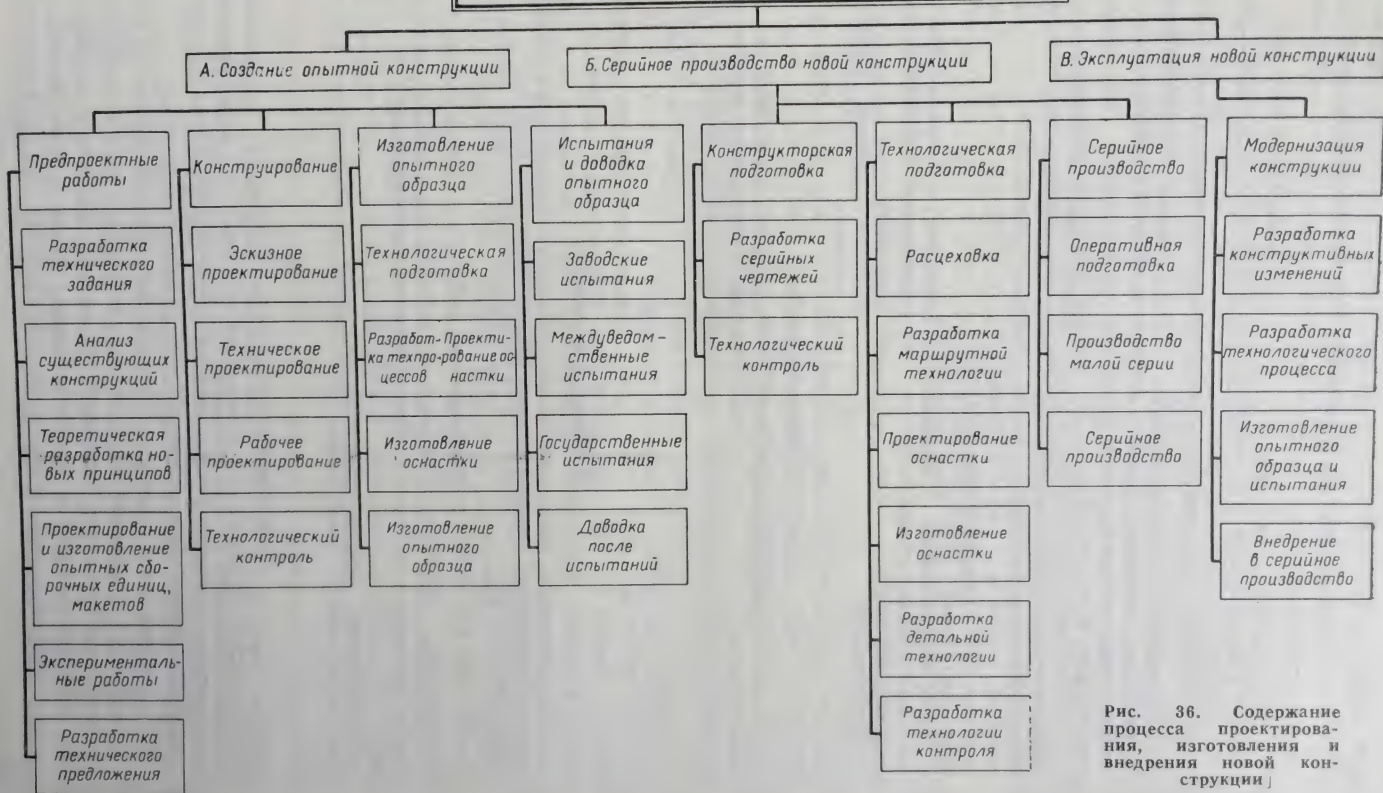 А. Создание опытной конструкции
Б. Серийное производство новой конструкции
В. Эксплуатация новой конструкции
Предпроектные
работы
Разработка
технического
задания
Анализ
существующих
конструкций
Теоретическая
разработка но-
вых принципов
Проектирование
и изготовление
опытных сбо-
рочных единиц,
макетов
Эксперименталь-
ные работы
Разработка
технического
предложения
Конструирование
Эскизное
проектирование
Техническое
проектирование
Рабочее
проектирование
Технологический
контроль
Изготовление
опытного
образца
Технологическая
подготовка
Разработ-
ка техпро-
цессов
Проекти-
рование ос-
настки
Изготовление
оснастки
Изготовление
опытного
образца
Испытания
и доводка
опытного
образца
Заводские
испытания
Междуведом-
ственные
испытания
Государственные
испытания
Доводка
после
испытаний
Конструкторская
подготовка
Разработка
серийных
чертежей
Технологический
контроль
Технологическая
подготовка
Расцеховка
Разработка
маршрутной
технологии
Проектирование
оснастки
Изготовление
оснастки
Разработка
детальной
технологии
Разработка
технологии
контроля
Серийное
производство
Оперативная
подготовка
Производство
малой серии
Серийное
производство
Модернизация
конструкции
Разработка
конструктивных
изменений
Разработка
технологического
процесса
Изготовление
опытного
образца и
испытания
Внедрение
в серийное
производство
Рис. 36. Содержание
процесса проектирова-
ния, изготовления и
внедрения новой кон-
струкции